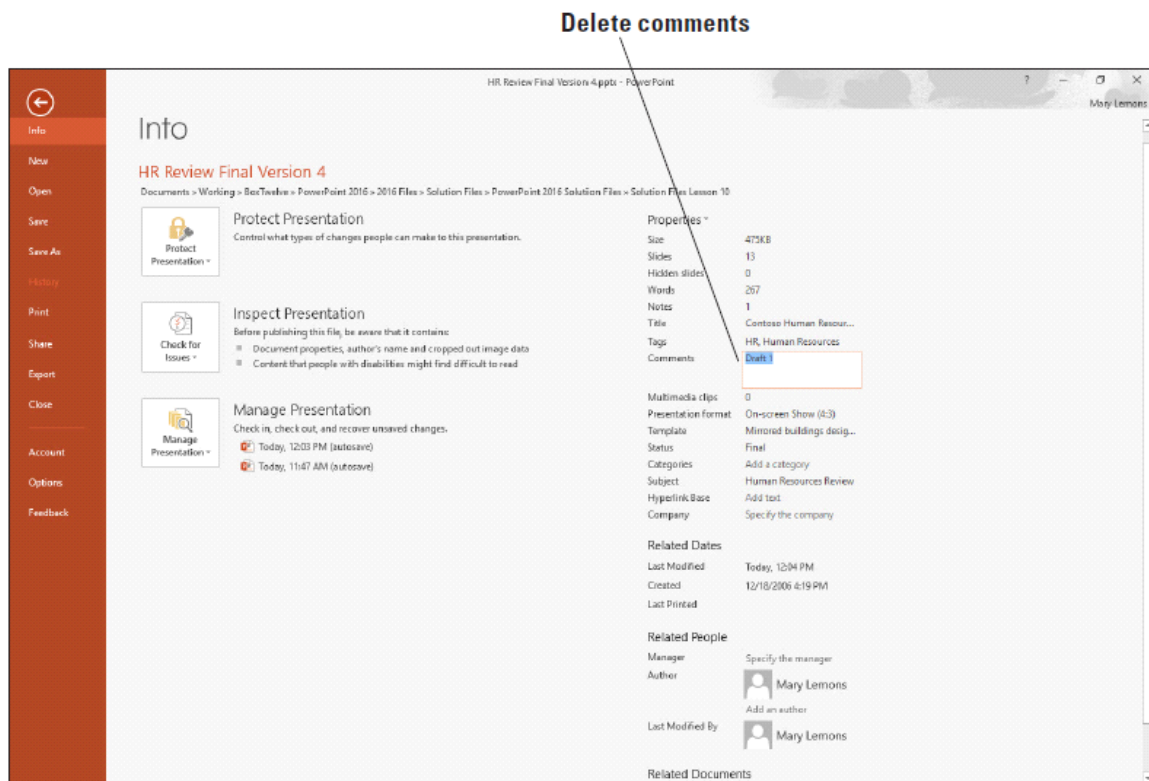 Delete comments
HR Review Final Version 4.pptx - PowerPoint
? 
Mary Lemons
Info
New
Open
Save
Save As
History
Print
Share
Export
Close
Account
Options
Feedback
Info
HR Review Final Version 4
Documents » Working » BoxTwelve » PowerPoint 2016 » 2016 Files » Solution Files » PowerPoint 2016 Solution Files » Solution Files Lesson 10
Protect
Presentation
Protect Presentation
Control what types of changes people can make to this presentation.
Check for
Issues
Inspect Presentation
Before publishing this file, be aware that it contains:
Document properties, author's name and cropped out image data
Content that people with disabilities might find difficult to read
Manage
Presentation
Manage Presentation
Check in, check out, and recover unsaved changes.
Today, 12:03 PM (autosave)
Today, 11:47 AM (autosave)
Properties
Size 475KB
Slides 13
Hidden slides 0
Words 267
Notes 1
Title Contoso Human Resour...
Tags HR, Human Resources
Comments Draft 1
Multimedia clips 0
Presentation format On-screen Show (4:3)
Template Mirrored buildings desig...
Status Final
Categories Add a category
Subject Human Resources Review
Hyperlink Base Add text
Company Specify the company
Related Dates
Last Modified Today, 12:04 PM
Created 12/18/2006 4:19 PM
Last Printed
Related People
Manager Specify the manager
Author Mary Lemons
Add an author
Last Modified By Mary Lemons
Related Documents